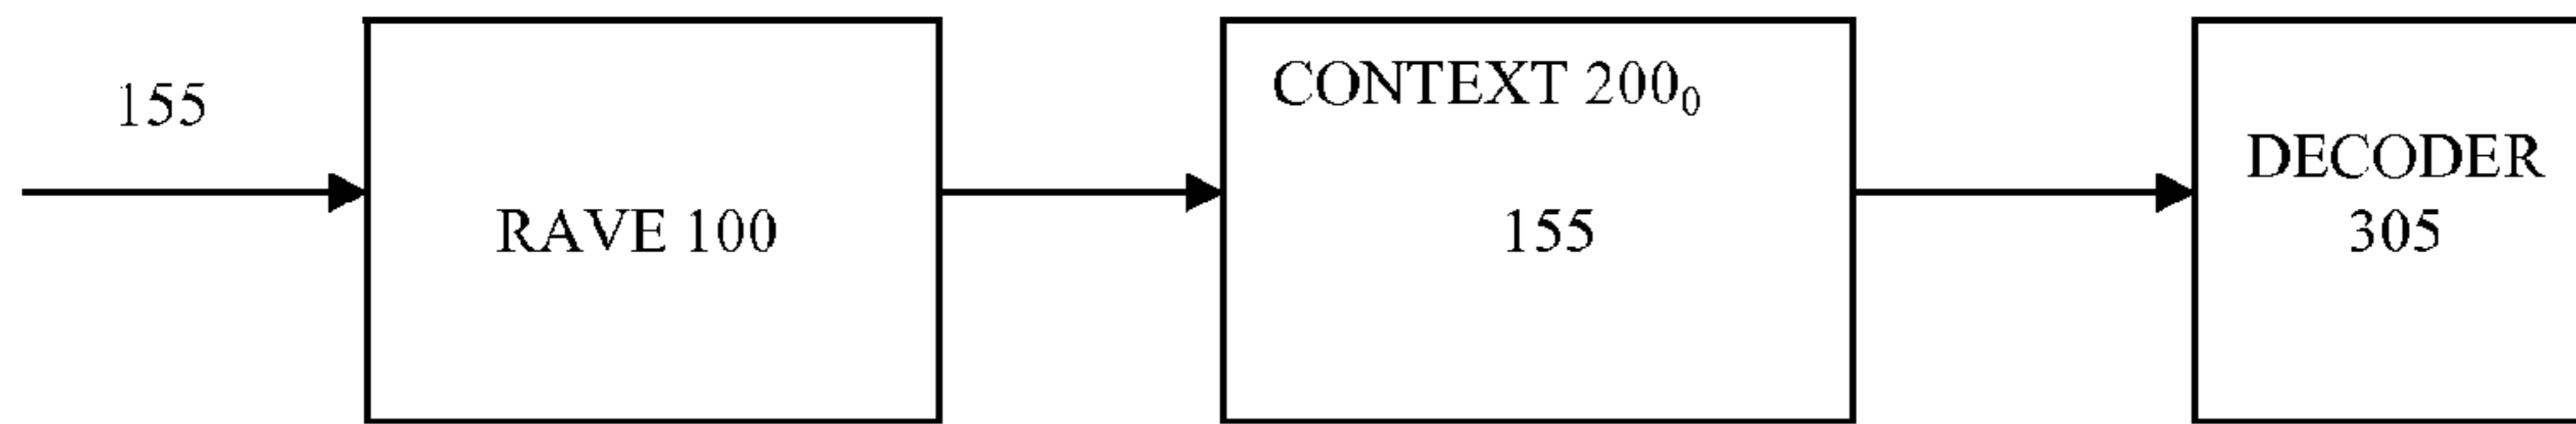 155
RAVE 100
CONTEXT 200₀
155
DECODER
305